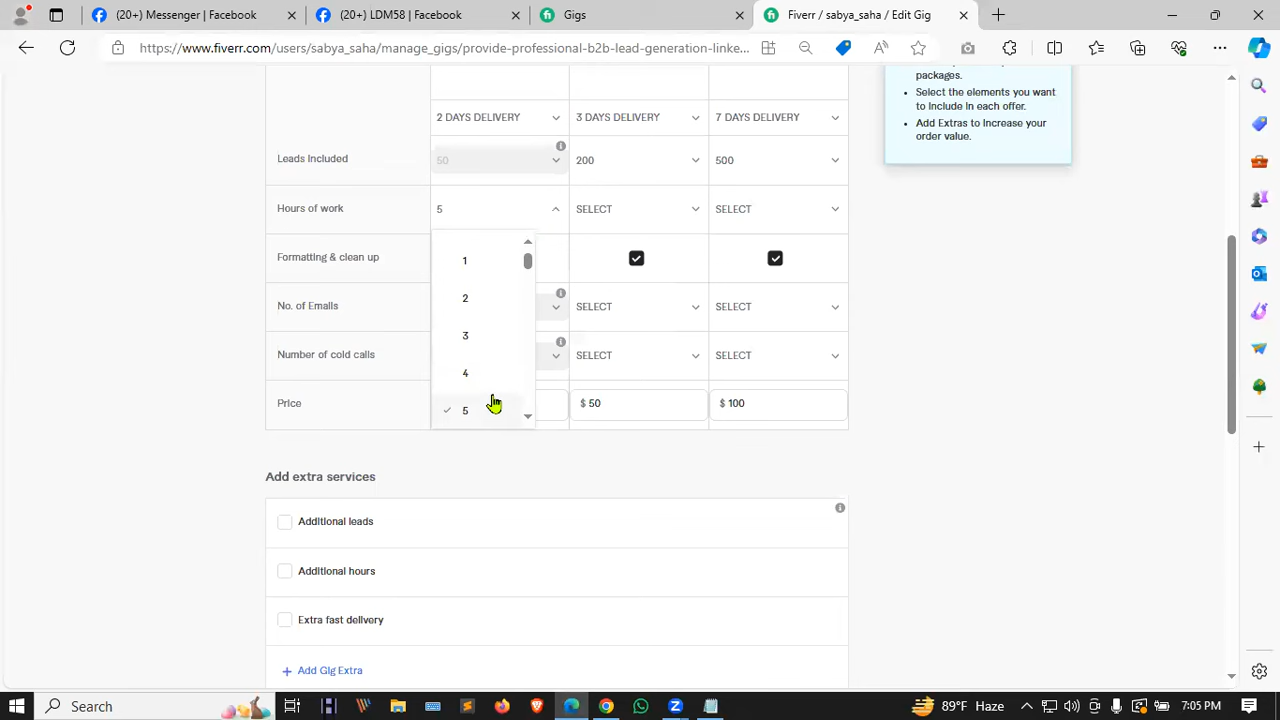 (20+) Messenger | Facebook
(20+) LDM58 | Facebook
Gigs
Fiverr / sabya_saha / Edit Gig
https://www.fiverr.com/users/sabya_saha/manage_gigs/provide-professional-b2b-lead-generation-linke...
packages.
• Select the elements you want
to include in each offer.
• Add Extras to increase your
order value.
2 DAYS DELIVERY
3 DAYS DELIVERY
7 DAYS DELIVERY
Leads Included
50
200
500
Hours of work
5
SELECT
SELECT
Formatting & clean up
1
2
No. of Emails
SELECT
SELECT
3
Number of cold calls
SELECT
SELECT
4
Price
5
$ 50
$ 100
Add extra services
Additional leads
Additional hours
Extra fast delivery
+ Add Gig Extra
Search
89°F Haze
7:05 PM